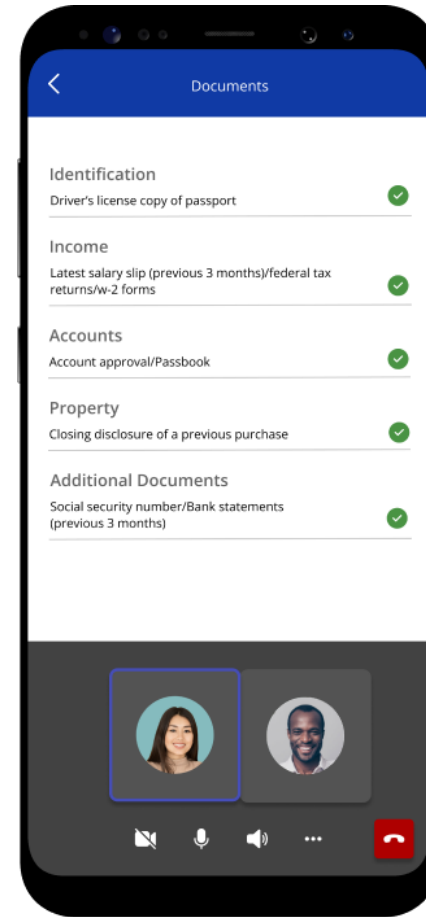 Documents
Identification
Driver's license copy of passport
Income
Latest salary slip (previous 3 months)/federal tax
returns/w-2 forms
Accounts
Account approval/Passbook
Property
Closing disclosure of a previous purchase
Additional Documents
Social security number/Bank statements
(previous 3 months)